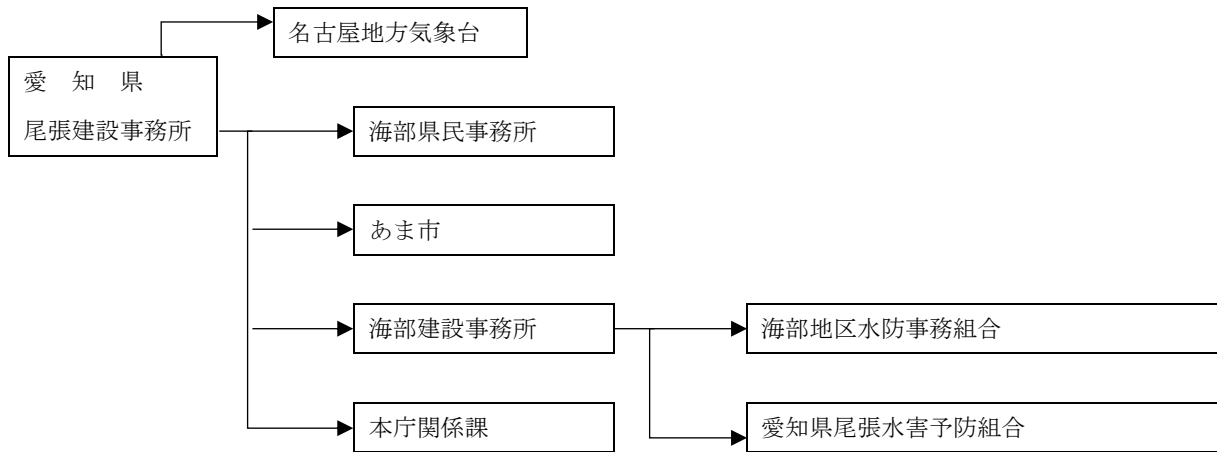 名古屋地方気象台
愛　知　県
尾張建設事務所
海部県民事務所
あま市
海部建設事務所
海部地区水防事務組合
本庁関係課
愛知県尾張水害予防組合